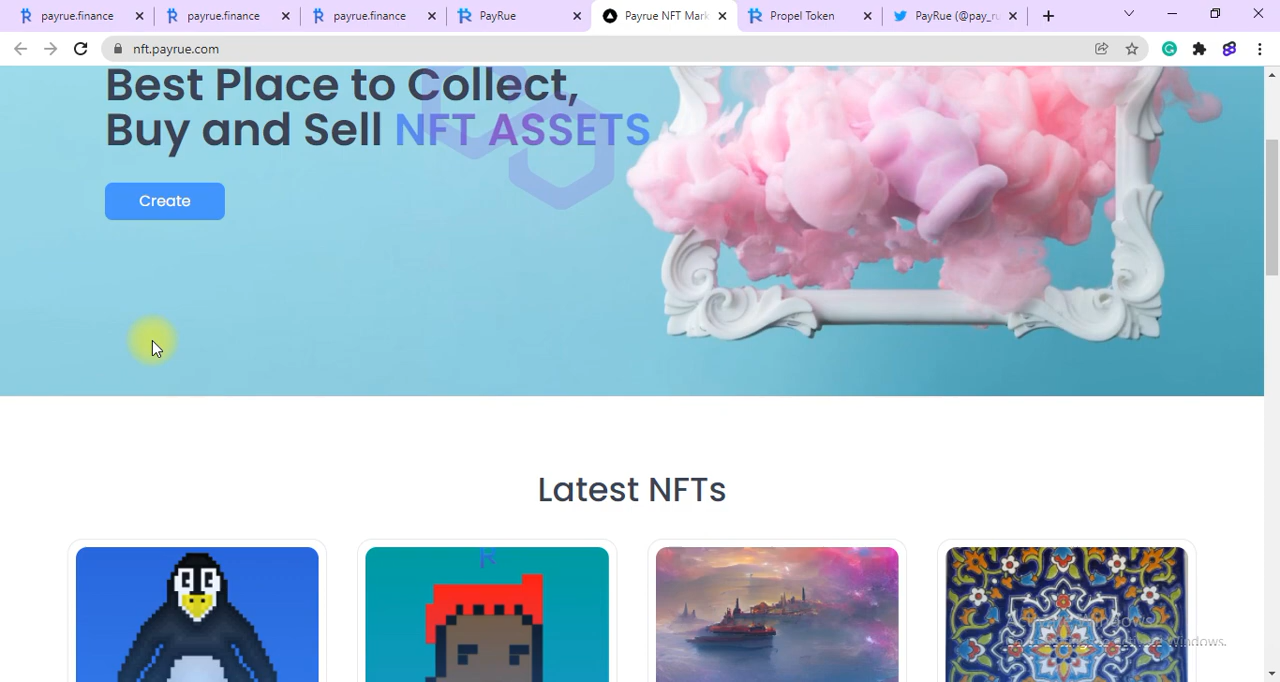 payrue.finance
payrue.finance
payrue.finance
PayRue
Payrue NFT Mark
Propel Token
PayRue (@pay_ru
nft.payrue.com
Best Place to Collect,
Buy and Sell NFT ASSETS
Create
Latest NFTs